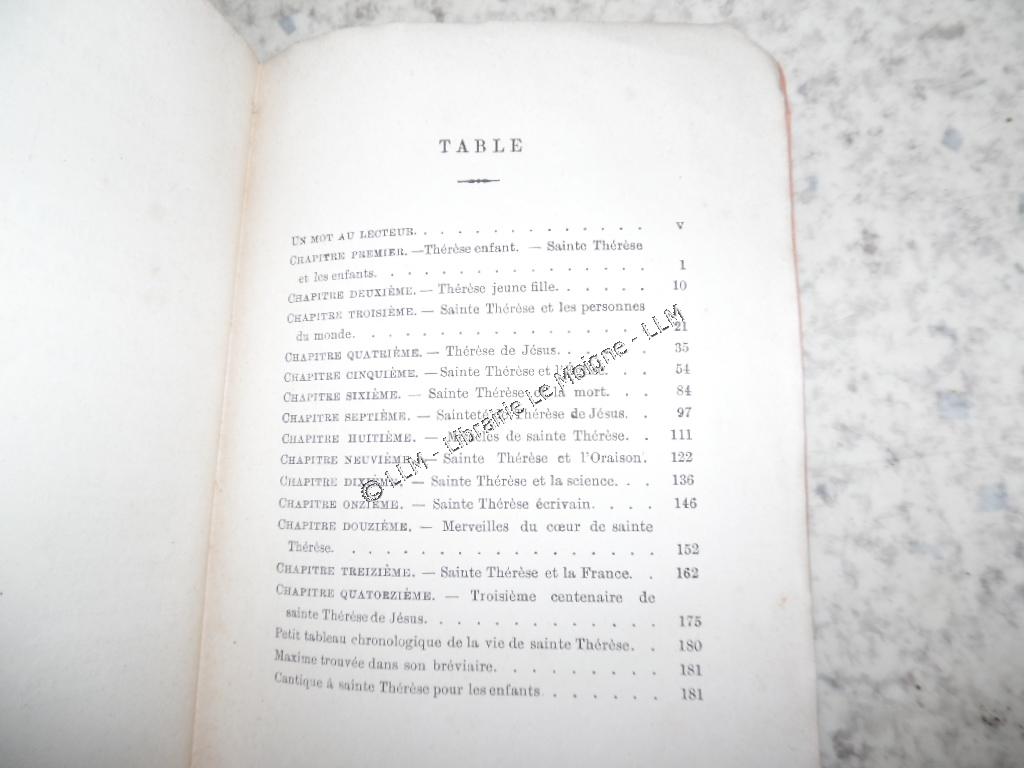 TABLE
UN MOT AU LECTEUR. . . . . . . . . . . . . . v
CHAPITRE PREMIER. — Thérèse enfant. — Sainte Thérèse
et les enfants. . . . . . . . . . . . . . . . 1
CHAPITRE DEUXIÈME. — Thérèse jeune fille. . . . . . 10
CHAPITRE TROISIÈME. — Sainte Thérèse et les personnes
du monde. . . . . . . . . . . . . . . . . 21
CHAPITRE QUATRIÈME. — Thérèse de Jésus. . . . . . 35
CHAPITRE CINQUIÈME. — Sainte Thérèse et . . . 54
CHAPITRE SIXIÈME. — Sainte Thérèse et la mort. . . 84
CHAPITRE SEPTIÈME. — Sainteté de Thérèse de Jésus. . 97
CHAPITRE HUITIÈME. — Miracles de sainte Thérèse. . 111
CHAPITRE NEUVIÈME. — Sainte Thérèse et l'Oraison. 122
CHAPITRE DIXIÈME. — Sainte Thérèse et la science. . . 136
CHAPITRE ONZIÈME. — Sainte Thérèse écrivain. . . . . 146
CHAPITRE DOUZIÈME. — Merveilles du cœur de sainte
Thérèse. . . . . . . . . . . . . . . . . . 152
CHAPITRE TREIZIÈME. — Sainte Thérèse et la France. . 162
CHAPITRE QUATORZIÈME. — Troisième centenaire de
sainte Thérèse de Jésus. . . . . . . . . . . . . 175
Petit tableau chronologique de la vie de sainte Thérèse. . 180
Maxime trouvée dans son bréviaire. . . . . . . . . 181
Cantique à sainte Thérèse pour les enfants. . . . . . . 181
© LLM - Librairie Le Moigne - LLM